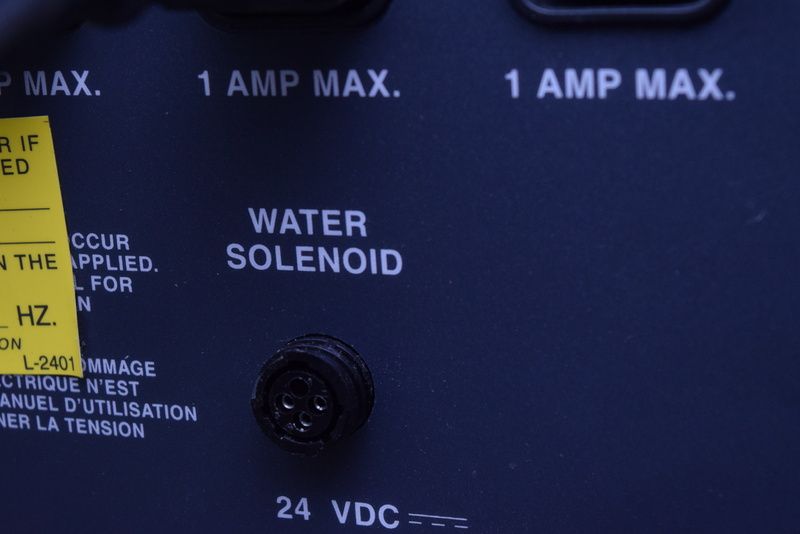 MAX.
1 AMP MAX.
1 AMP MAX.
R IF
ED
N THE
HZ.
ON
L-2401
WATER
SOLENOID
CCUR
APPLIED.
L FOR
N
OMMAGE
CTRIQUE N'EST
ANUEL D'UTILISATION
NER LA TENSION
24 VDC